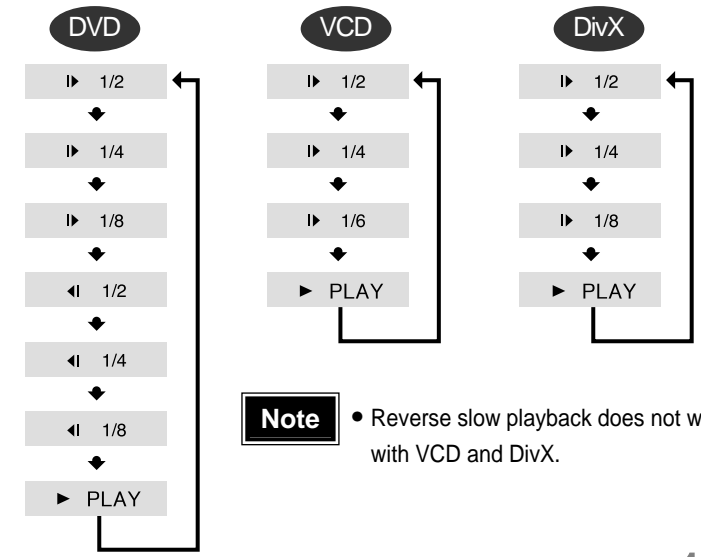 DVD
I▶ 1/2
I▶ 1/4
I▶ 1/8
◀I 1/2
◀I 1/4
◀I 1/8
► PLAY
VCD
I▶ 1/2
I▶ 1/4
I▶ 1/6
► PLAY
DivX
I▶ 1/2
I▶ 1/4
I▶ 1/8
► PLAY
Note
• Reverse slow playback does not w
with VCD and DivX.